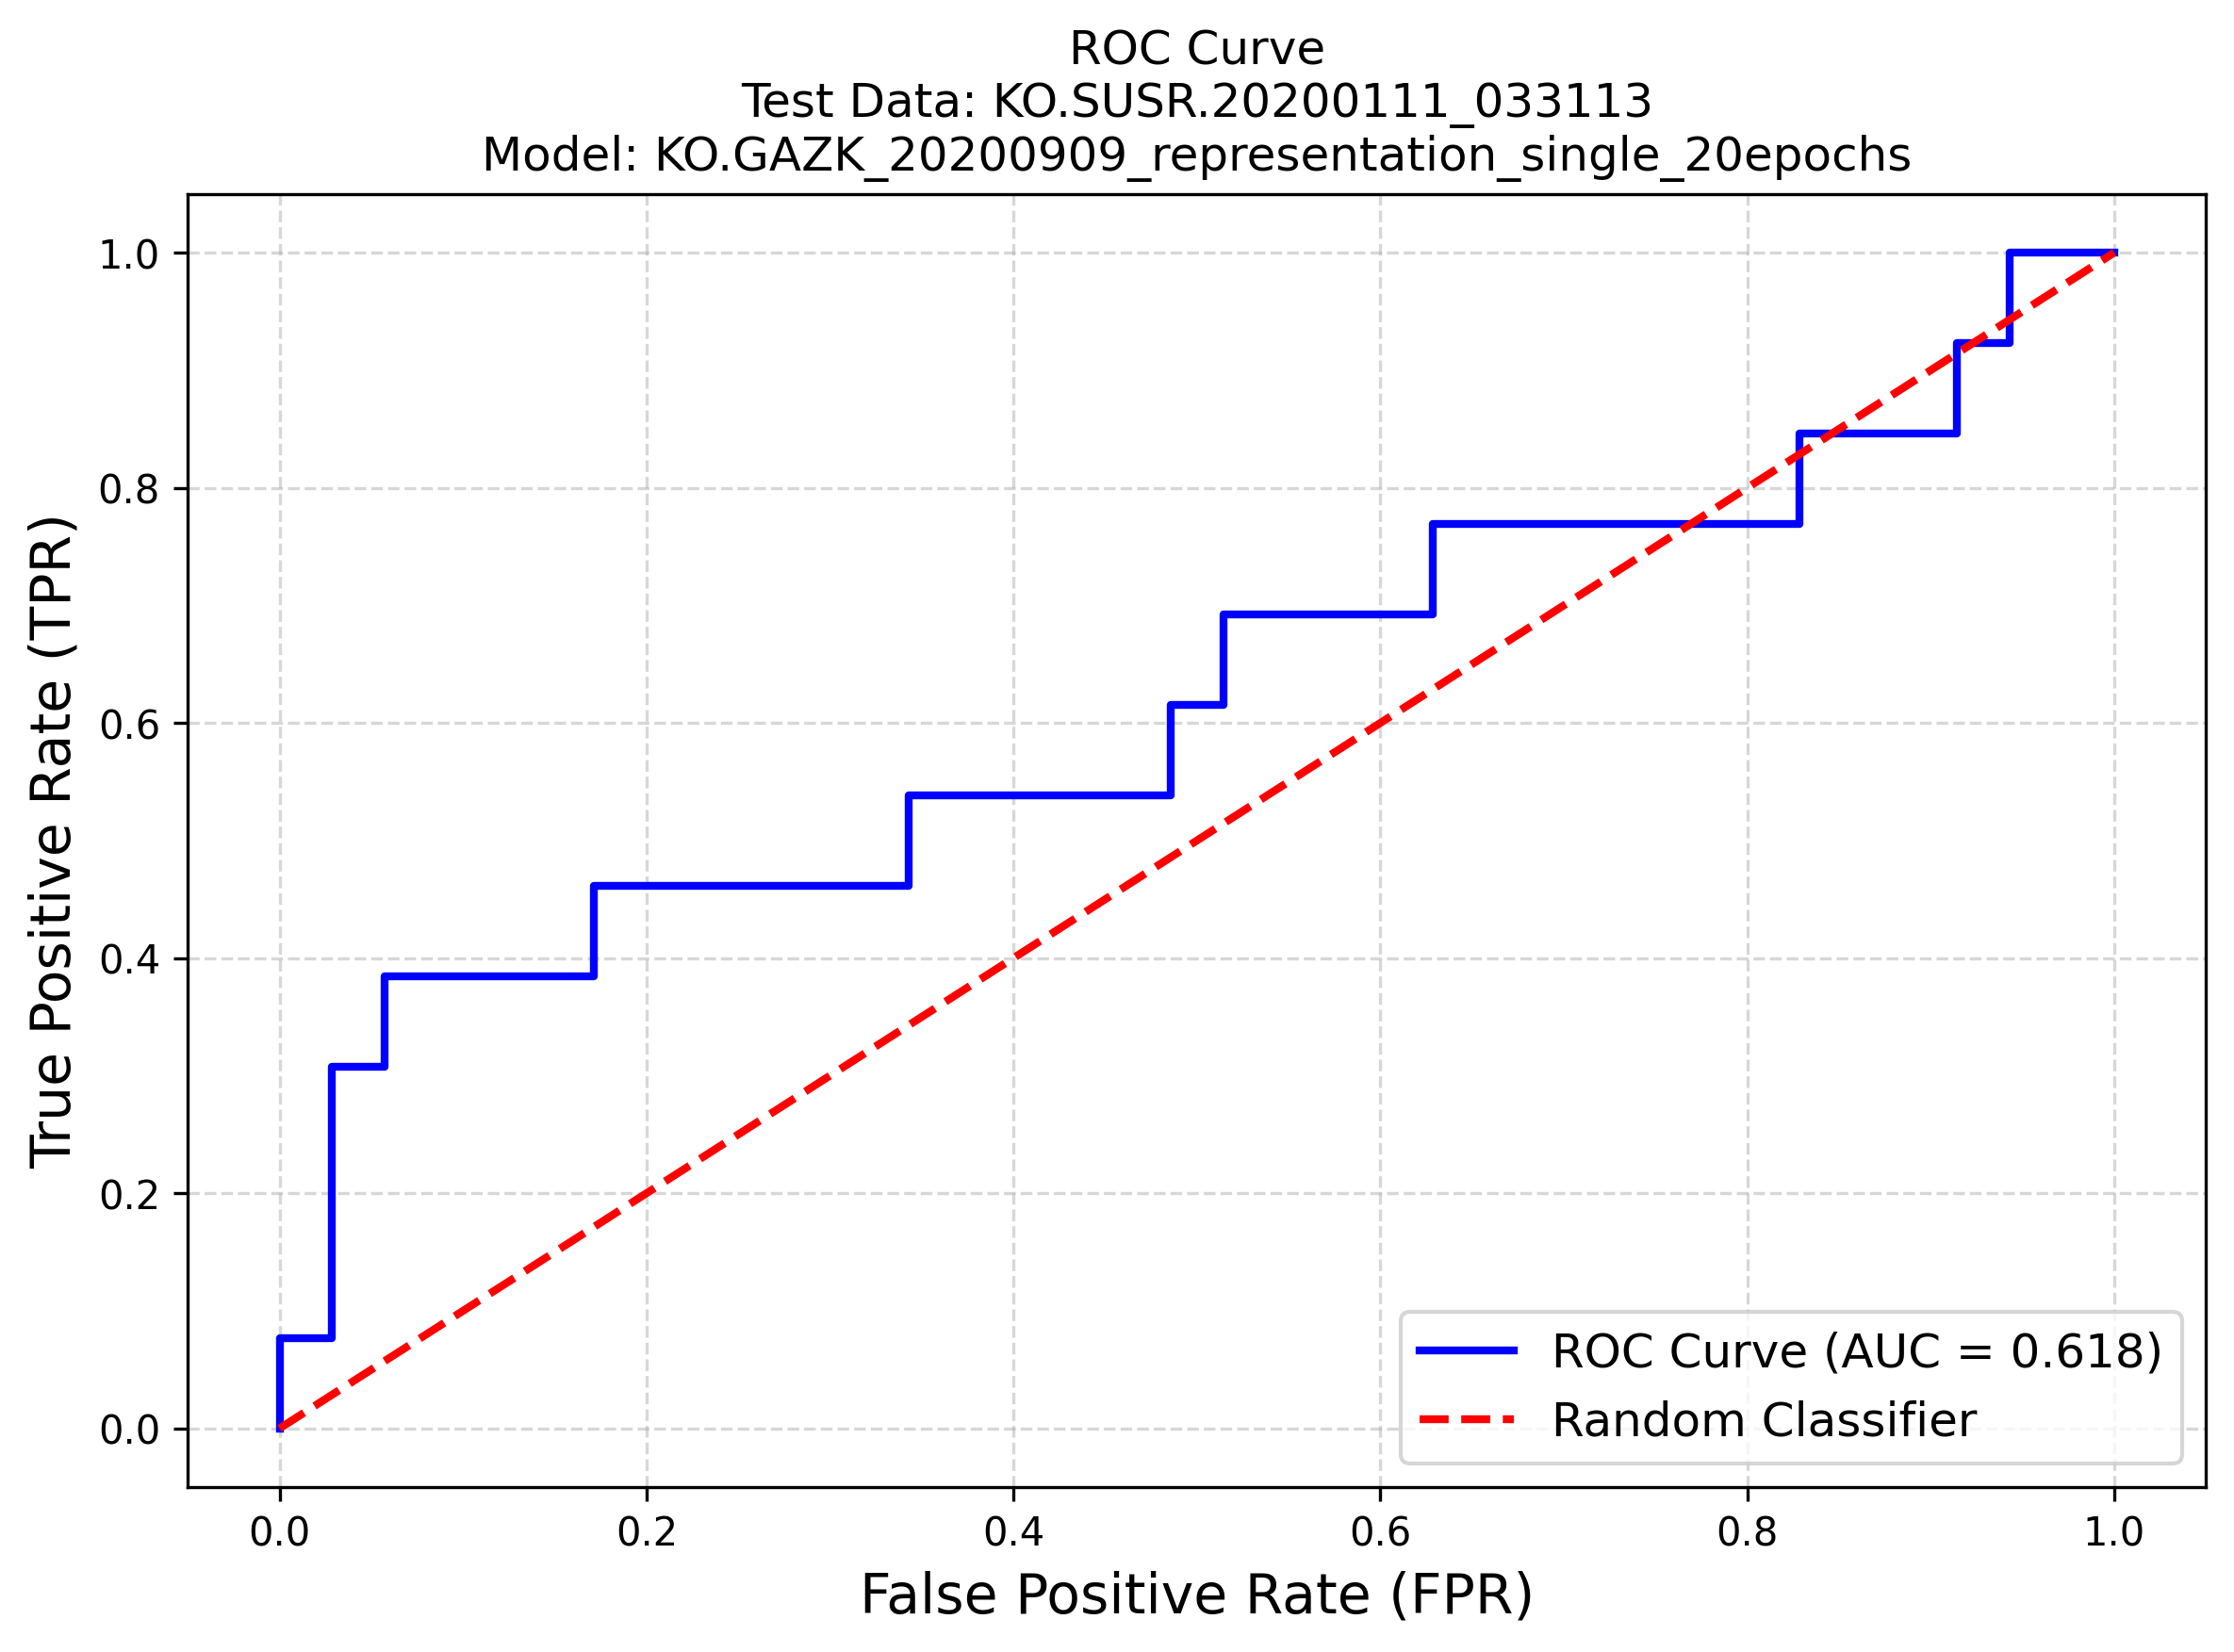 ROC Curve
Test Data: KO.SUSR.20200111_033113
Model: KO.GAZK_20200909_representation_single_20epochs
True Positive Rate (TPR)
1.0
0.8
0.6
0.4
0.2
0.0
0.0 0.2 0.4 0.6 0.8 1.0
False Positive Rate (FPR)
ROC Curve (AUC = 0.618)
Random Classifier